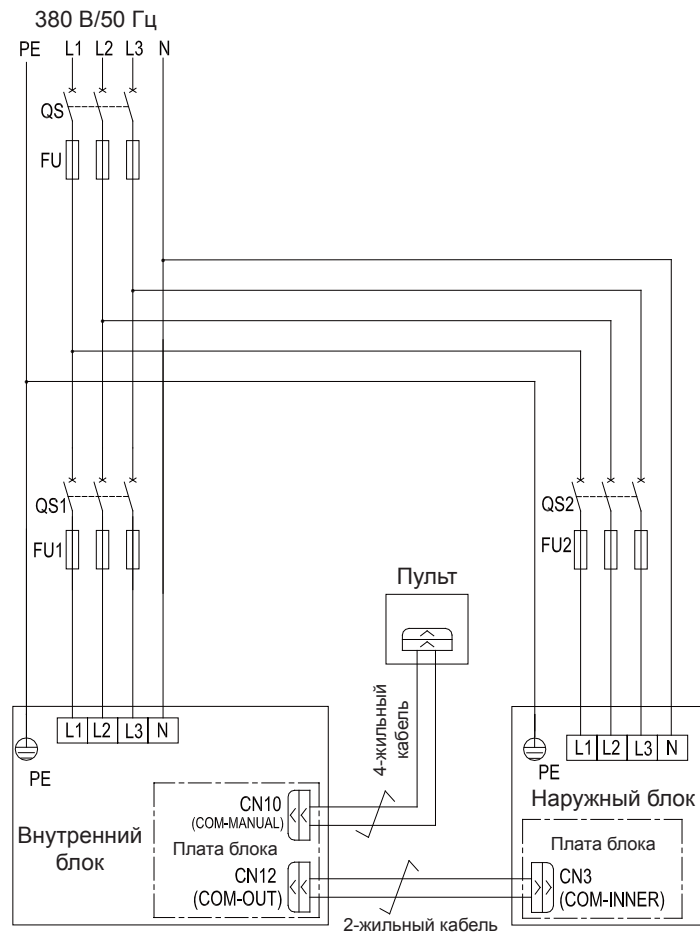 380 В/50 Гц
PE L1 L2 L3 N
QS
FU
QS1
FU1
QS2
FU2
Пульт
4-жильный
кабель
L1 L2 L3 N
PE
L1 L2 L3 N
PE
Внутренний
блок
CN10
(COM-MANUAL)
Плата блока
CN12
(COM-OUT)
Наружный блок
Плата блока
CN3
(COM-INNER)
2-жильный кабель